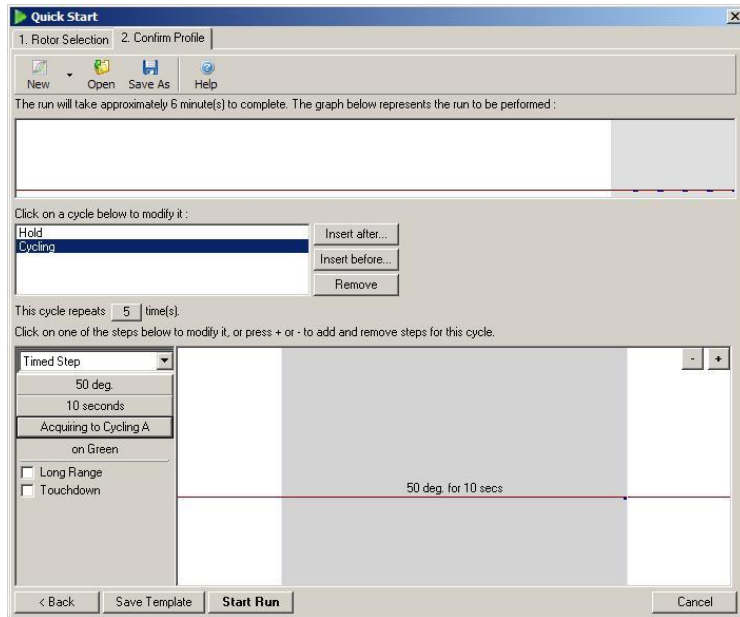 Quick Start
1. Rotor Selection 2. Confirm Profile
New Open Save As Help
The run will take approximately 6 minute(s) to complete. The graph below represents the run to be performed :
Click on a cycle below to modify it :
Hold
Cycling
Insert after...
Insert before...
Remove
This cycle repeats 5 time(s).
Click on one of the steps below to modify it, or press + or - to add and remove steps for this cycle.
Timed Step
- +
50 deg.
10 seconds
Acquiring to Cycling A
on Green
Long Range
Touchdown
50 deg. for 10 secs
< Back Save Template Start Run Cancel